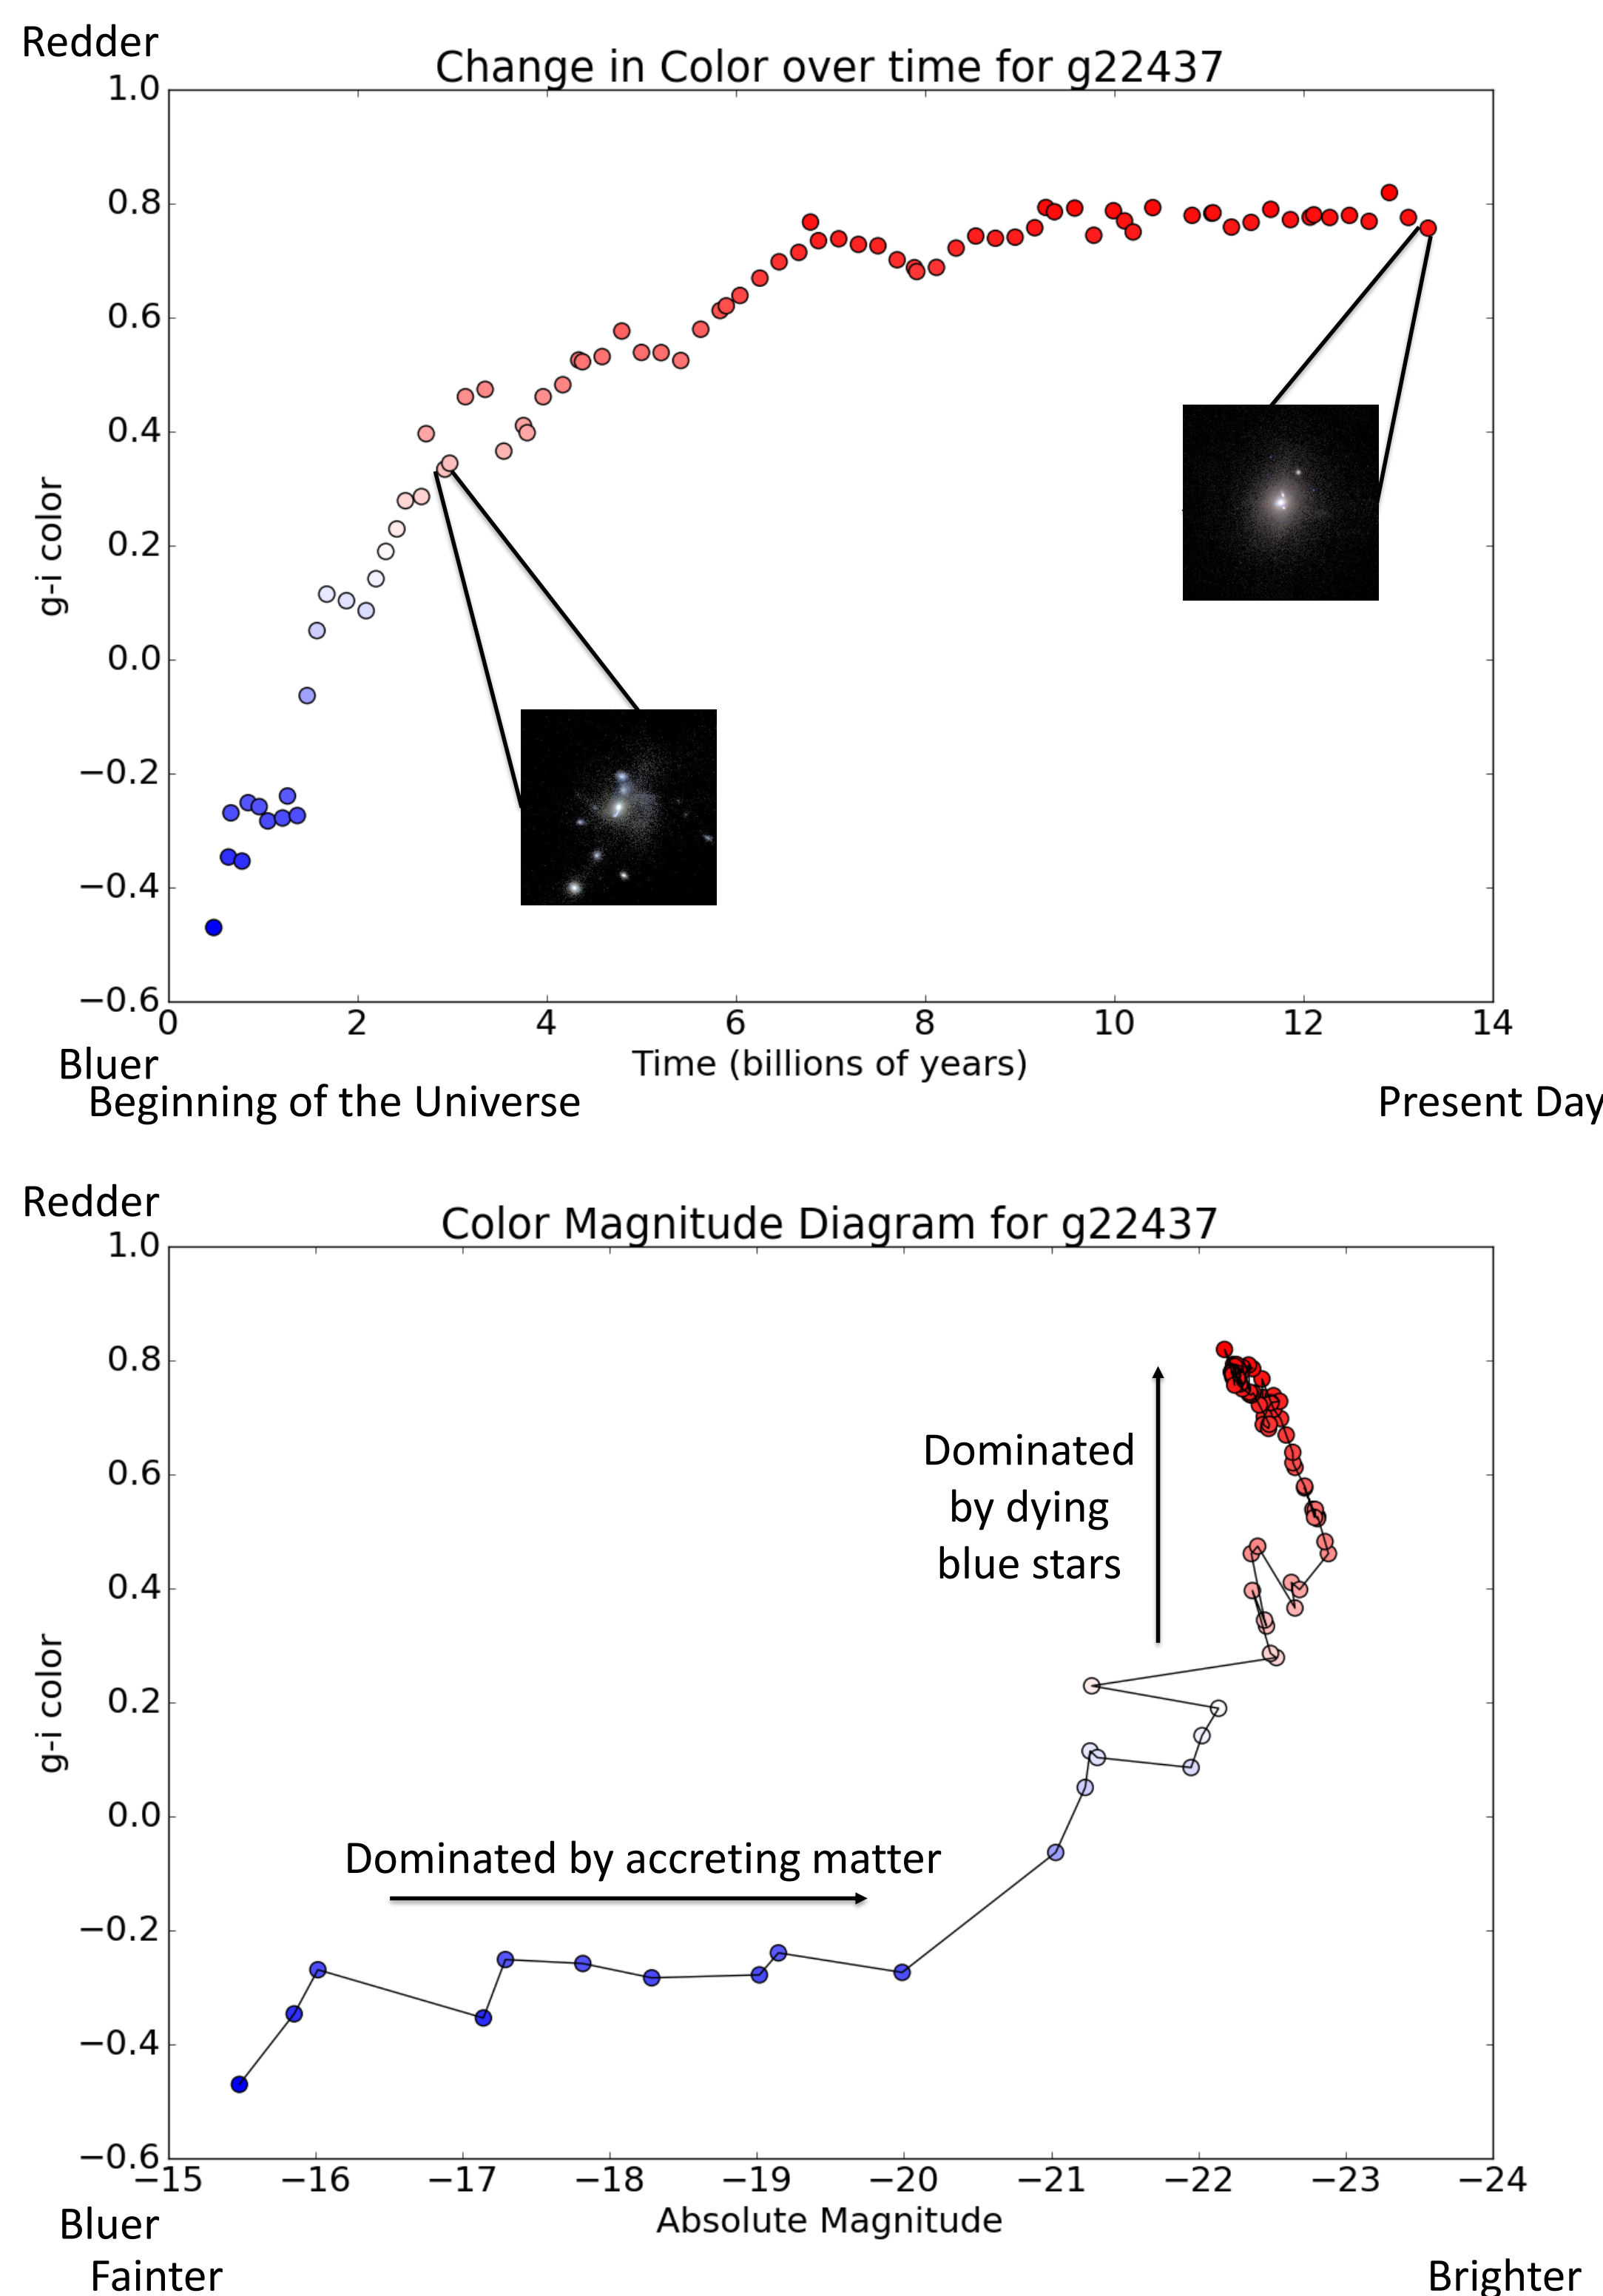 Redder
Change in Color over time for g22437
1.0
0.8
0.6
0.4
0.2
0.0
−0.2
−0.4
−0.6
g-i color
0 2 4 6 8 10 12 14
Time (billions of years)
Bluer
Beginning of the Universe
Present Day
Redder
Color Magnitude Diagram for g22437
1.0
0.8
0.6
0.4
0.2
0.0
−0.2
−0.4
−0.6
g-i color
Dominated
by dying
blue stars
Dominated by accreting matter
−15 −16 −17 −18 −19 −20 −21 −22 −23 −24
Absolute Magnitude
Bluer
Fainter
Brighter